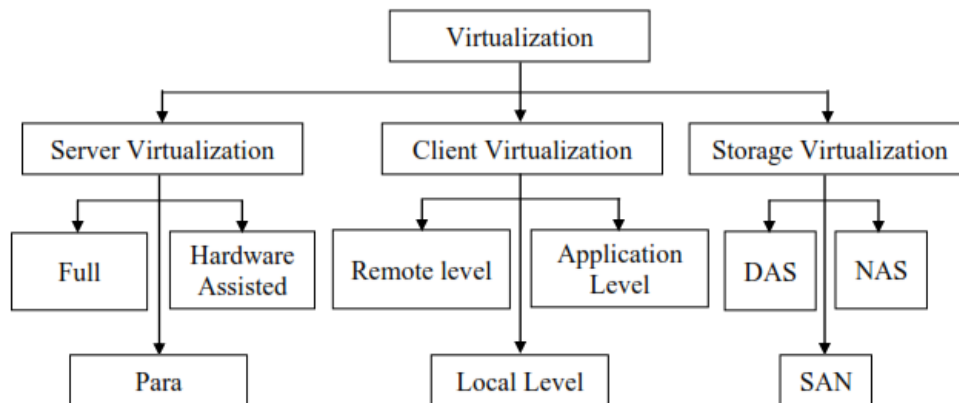 Virtualization
Server Virtualization
Client Virtualization
Storage Virtualization
Full
Hardware
Assisted
Remote level
Application
Level
DAS
NAS
Para
Local Level
SAN